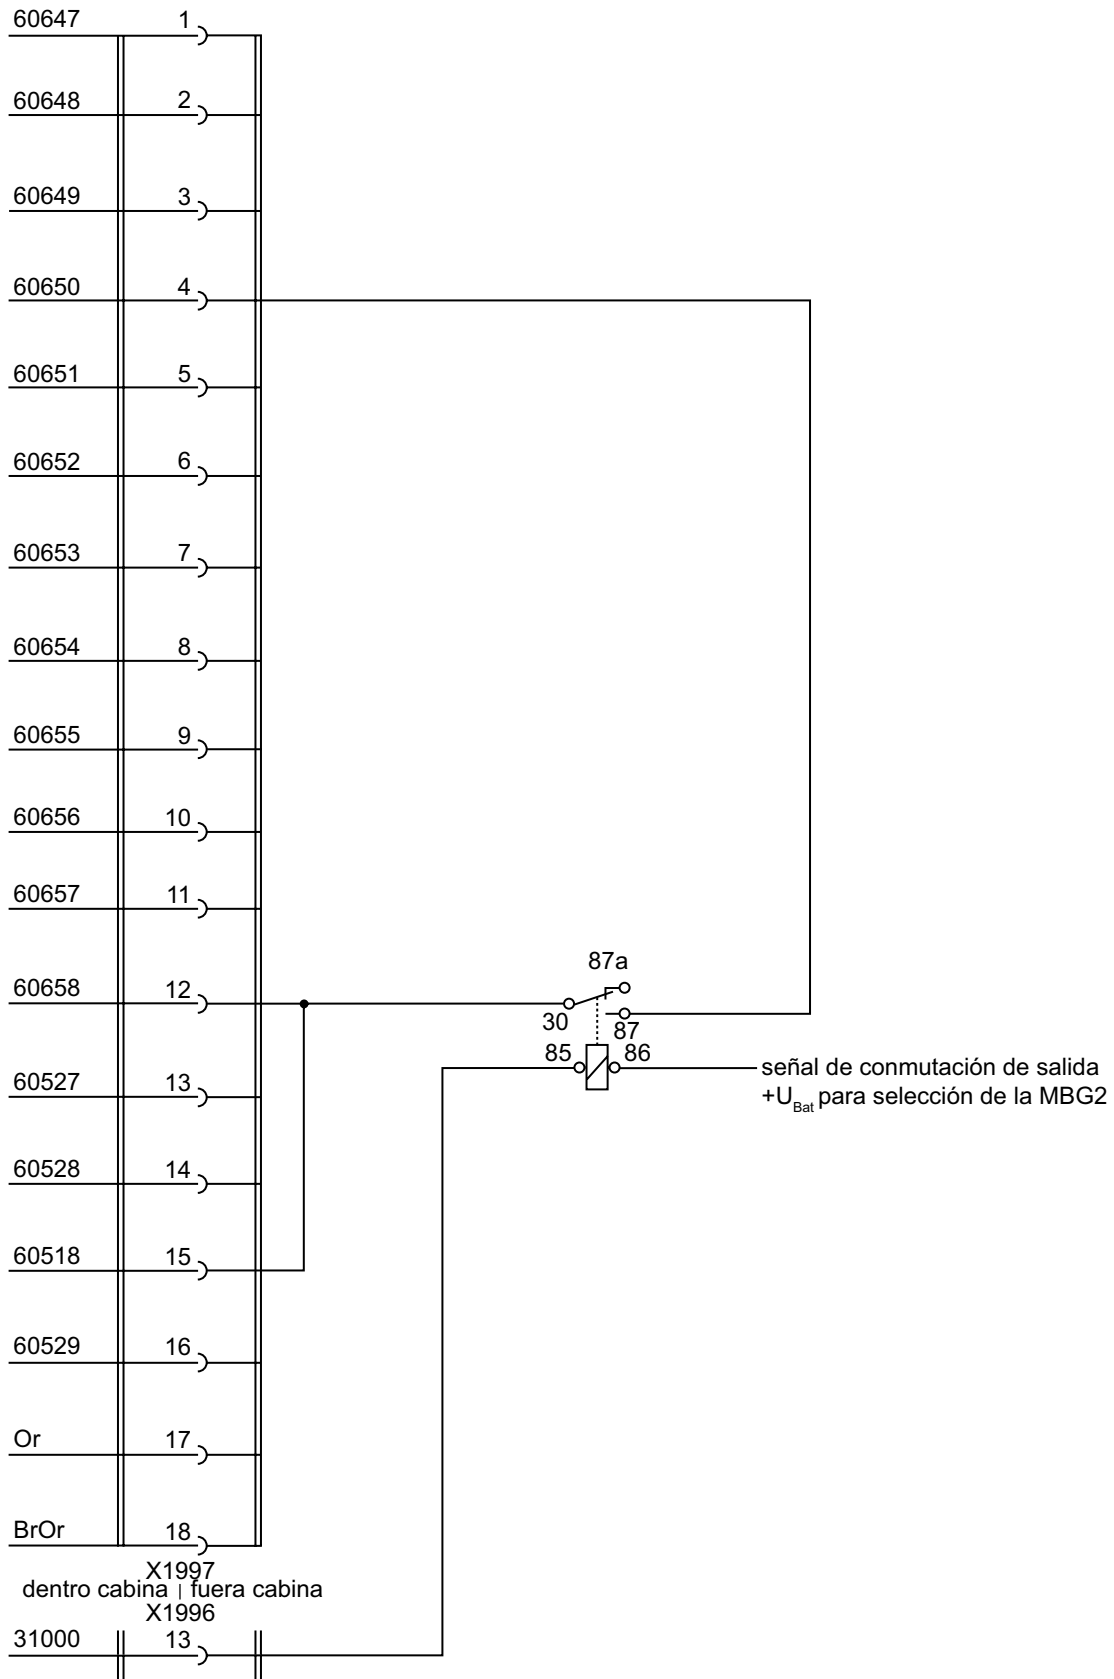 60647 1
60648 2
60649 3
60650 4
60651 5
60652 6
60653 7
60654 8
60655 9
60656 10
60657 11
87a
60658 12
30 87
85 86
señal de conmutación de salida
+UBat para selección de la MBG2
60527 13
60528 14
60518 15
60529 16
Or 17
BrOr 18
X1997
dentro cabina | fuera cabina
X1996
31000 13